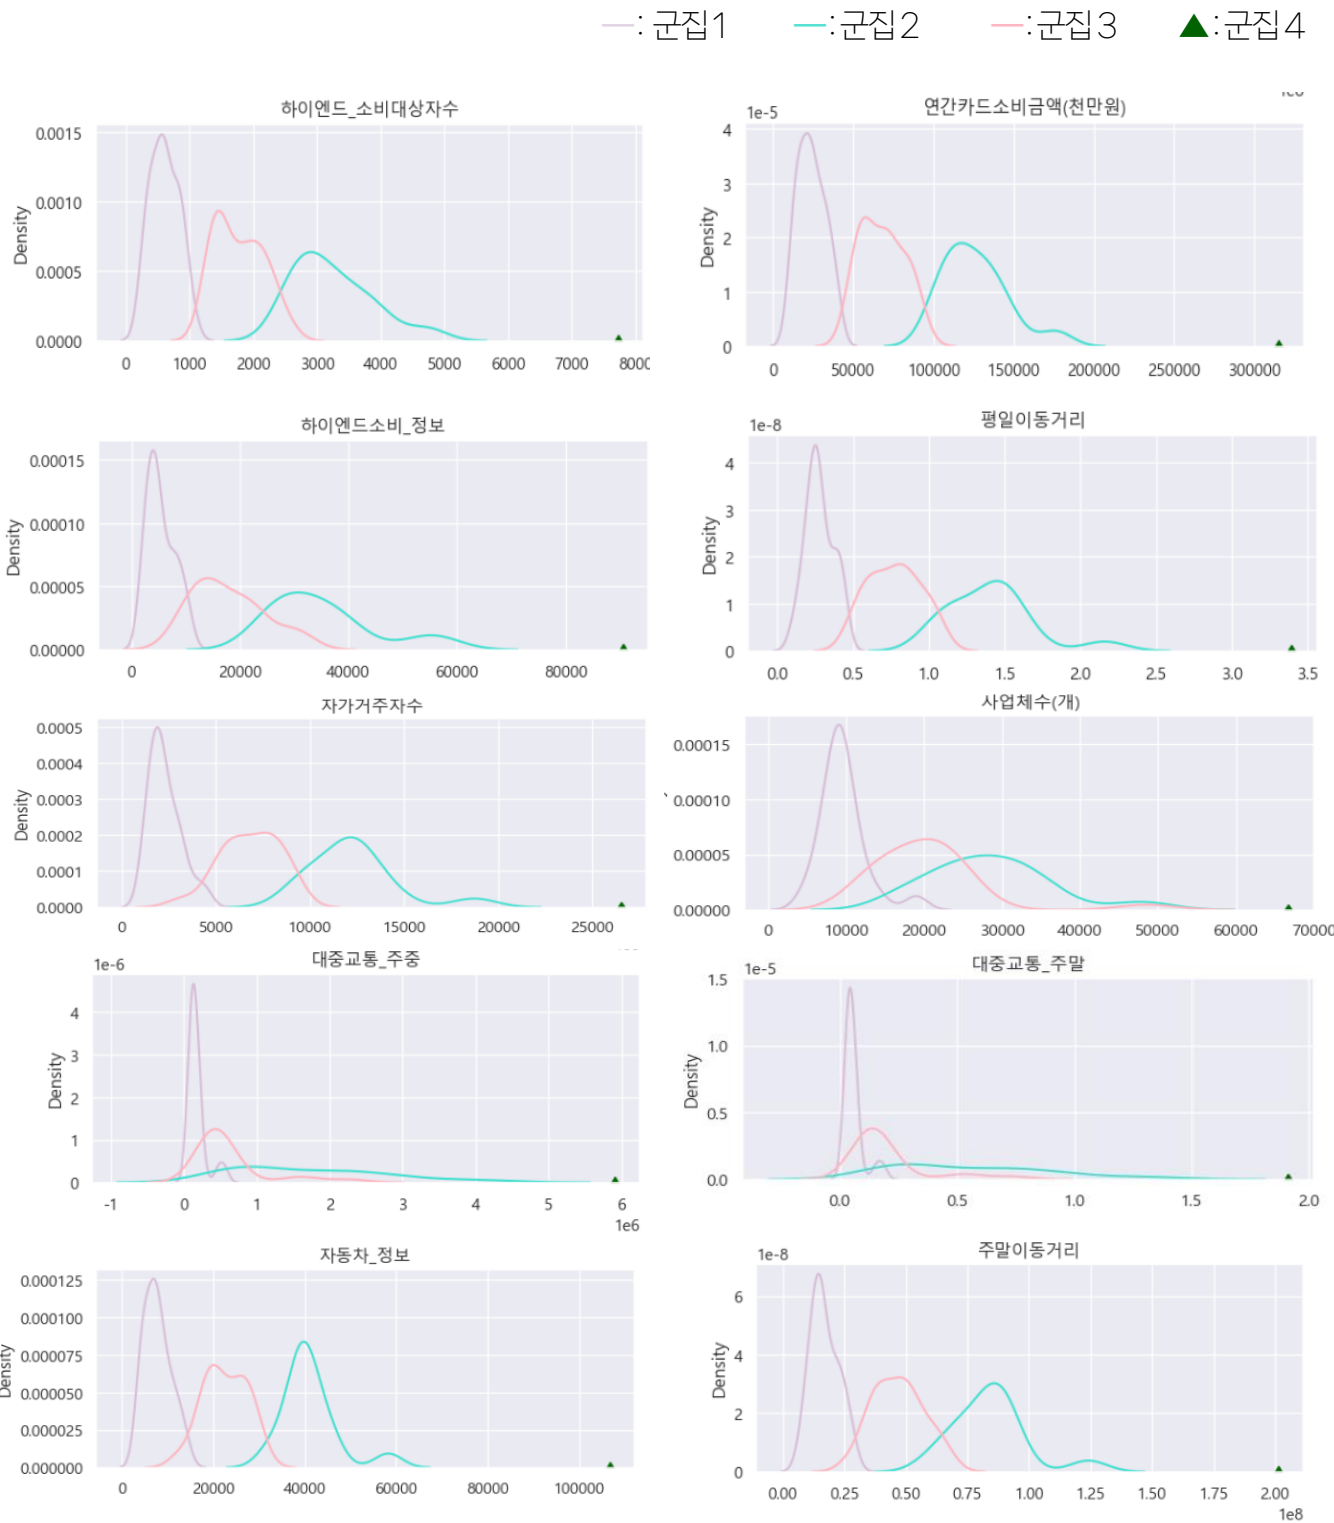 : 군집1 : 군집2 : 군집3 : 군집4
하이엔드_소비대상자수
Density
0.0015
0.0010
0.0005
0.0000
0 1000 2000 3000 4000 5000 6000 7000 8000
연간카드소비금액(천만원)
1e-5
Density
4
3
2
1
0
0 50000 100000 150000 200000 250000 300000
하이엔드소비_정보
Density
0.00015
0.00010
0.00005
0.00000
0 20000 40000 60000 80000
평일이동거리
1e-8
Density
4
3
2
1
0
0.0 0.5 1.0 1.5 2.0 2.5 3.0 3.5
자가거주자수
Density
0.0005
0.0004
0.0003
0.0002
0.0001
0.0000
0 5000 10000 15000 20000 25000
사업체수(개)
0.00015
0.00010
0.00005
0.00000
0 10000 20000 30000 40000 50000 60000 70000
대중교통_주중
1e-6
Density
4
3
2
1
0
-1 0 1 2 3 4 5 6
1e6
대중교통_주말
1e-5
Density
1.5
1.0
0.5
0.0
0.0 0.5 1.0 1.5 2.0
자동차_정보
Density
0.000125
0.000100
0.000075
0.000050
0.000025
0.000000
0 20000 40000 60000 80000 100000
주말이동거리
1e-8
Density
6
4
2
0
0.00 0.25 0.50 0.75 1.00 1.25 1.50 1.75 2.00
1e8